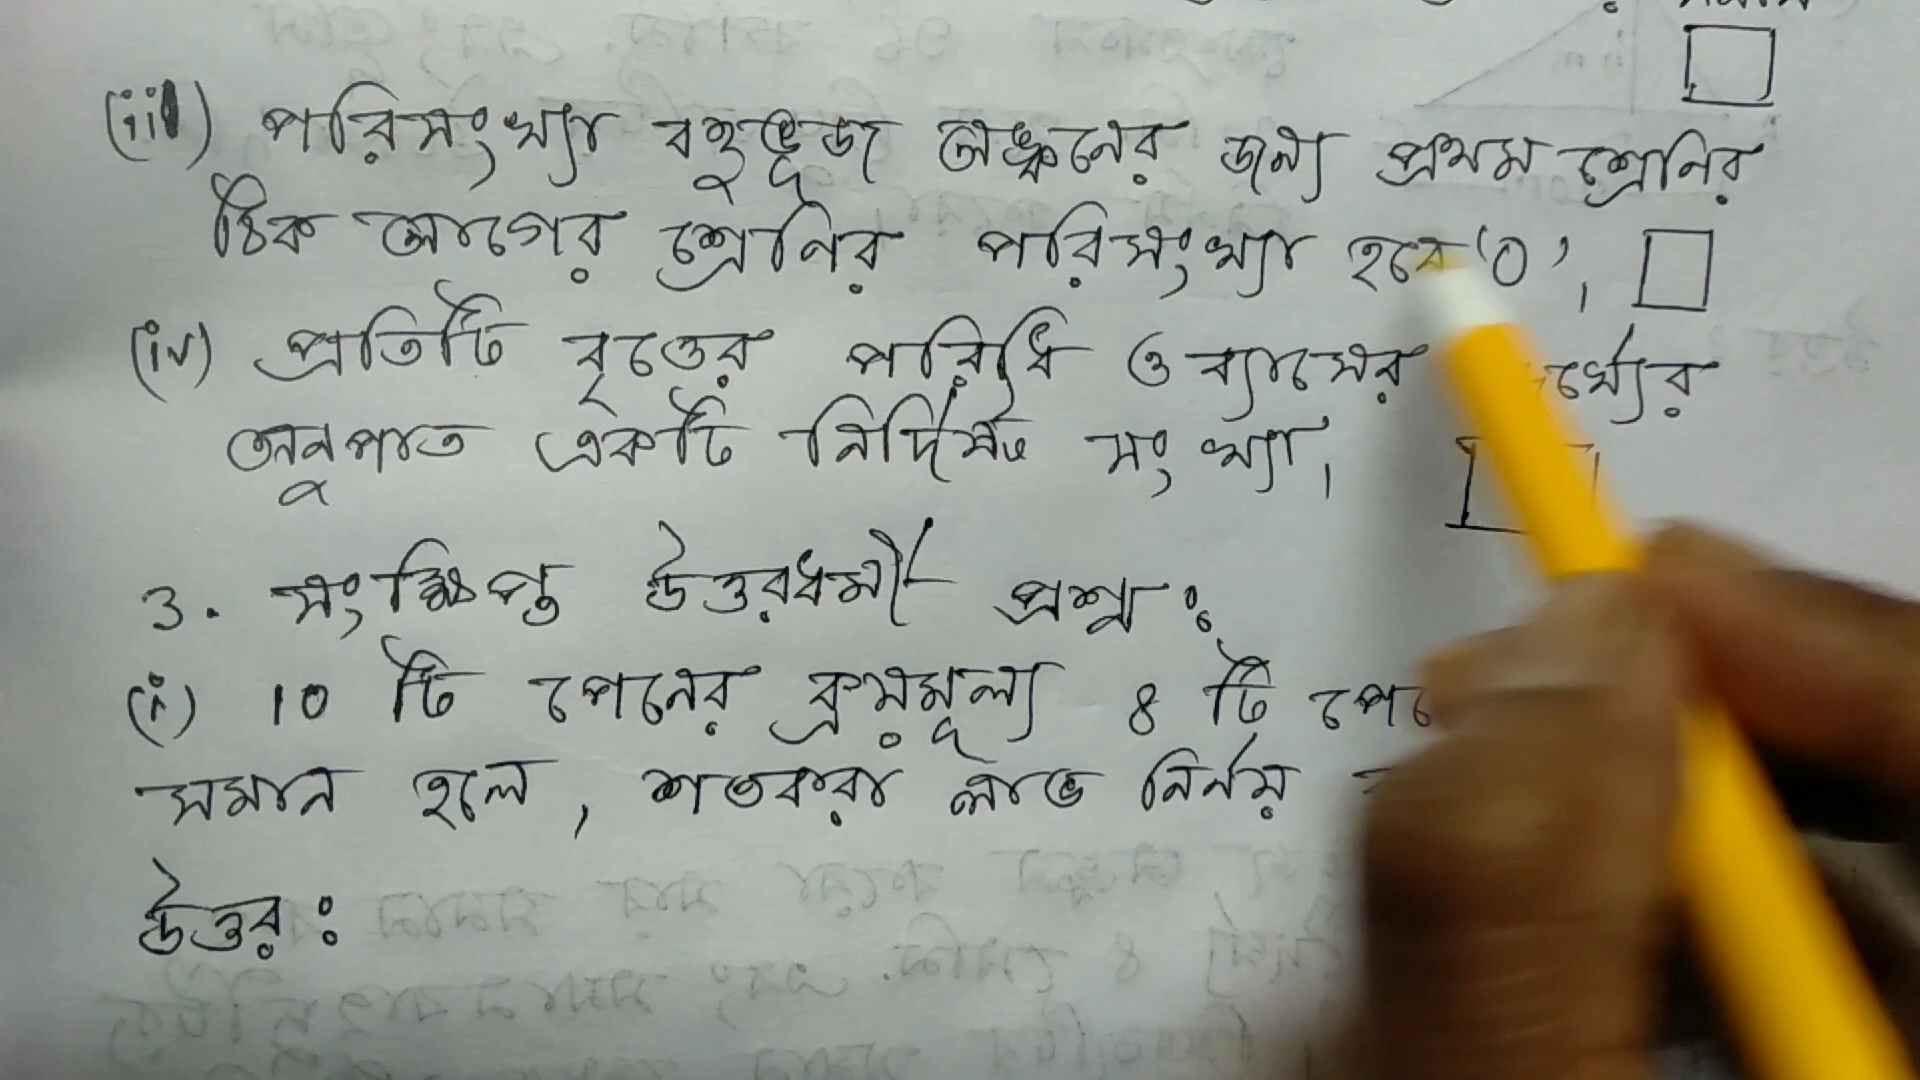 (iii) পরিসংখ্যা বহুভূজ অঙ্কনের জন্য প্রথম শ্রেনির
ঠিক আগের শ্রেনির পরিসংখ্যা হবে '0'।
(iv) প্রতিটি বৃত্তের পরিধি ও ব্যাসের
অনুপাত একটি নির্দিষ্ট সংখ্যা।
3. সংক্ষিপ্ত উত্তরধর্মী প্রশ্ন :
(i) 10 টি পেনের ক্রয়মূল্য 8 টি
সমান হলে, শতকরা লাভ নির্নয়
উত্তর :